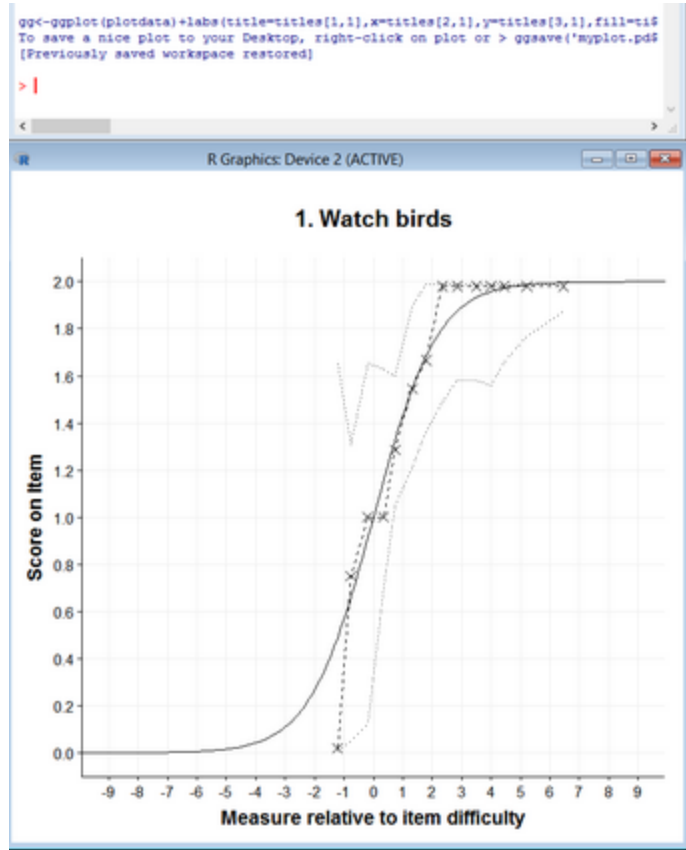 gg<-ggplot(plotdata)+labs(title=titles[1,1],x=titles[2,1],y=titles[3,1],fill=ti$
To save a nice plot to your Desktop, right-click on plot or > ggsave('myplot.pd$
[Previously saved workspace restored]
>
R Graphics: Device 2 (ACTIVE)
1. Watch birds
Score on Item
2.0
1.8
1.6
1.4
1.2
1.0
0.8
0.6
0.4
0.2
0.0
-9 -8 -7 -6 -5 -4 -3 -2 -1 0 1 2 3 4 5 6 7 8 9
Measure relative to item difficulty